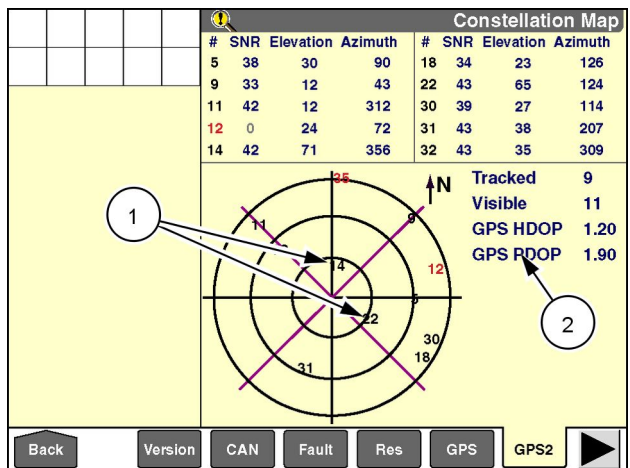 Constellation Map
# SNR Elevation Azimuth # SNR Elevation Azimuth
5 38 30 90 18 34 23 126
9 33 12 43 22 43 65 124
11 42 12 312 30 39 27 114
12 0 24 72 31 43 38 207
14 42 71 356 32 43 35 309
35
N
Tracked 9
Visible 11
GPS HDOP 1.20
GPS PDOP 1.90
1
11
9
14
12
5
22
2
30
18
31
Back Version CAN Fault Res GPS GPS2